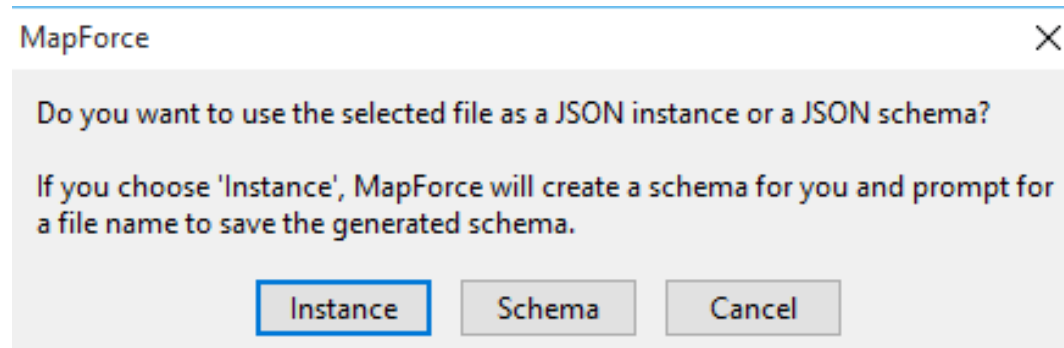 MapForce
Do you want to use the selected file as a JSON instance or a JSON schema?
If you choose 'Instance', MapForce will create a schema for you and prompt for
a file name to save the generated schema.
Instance Schema Cancel